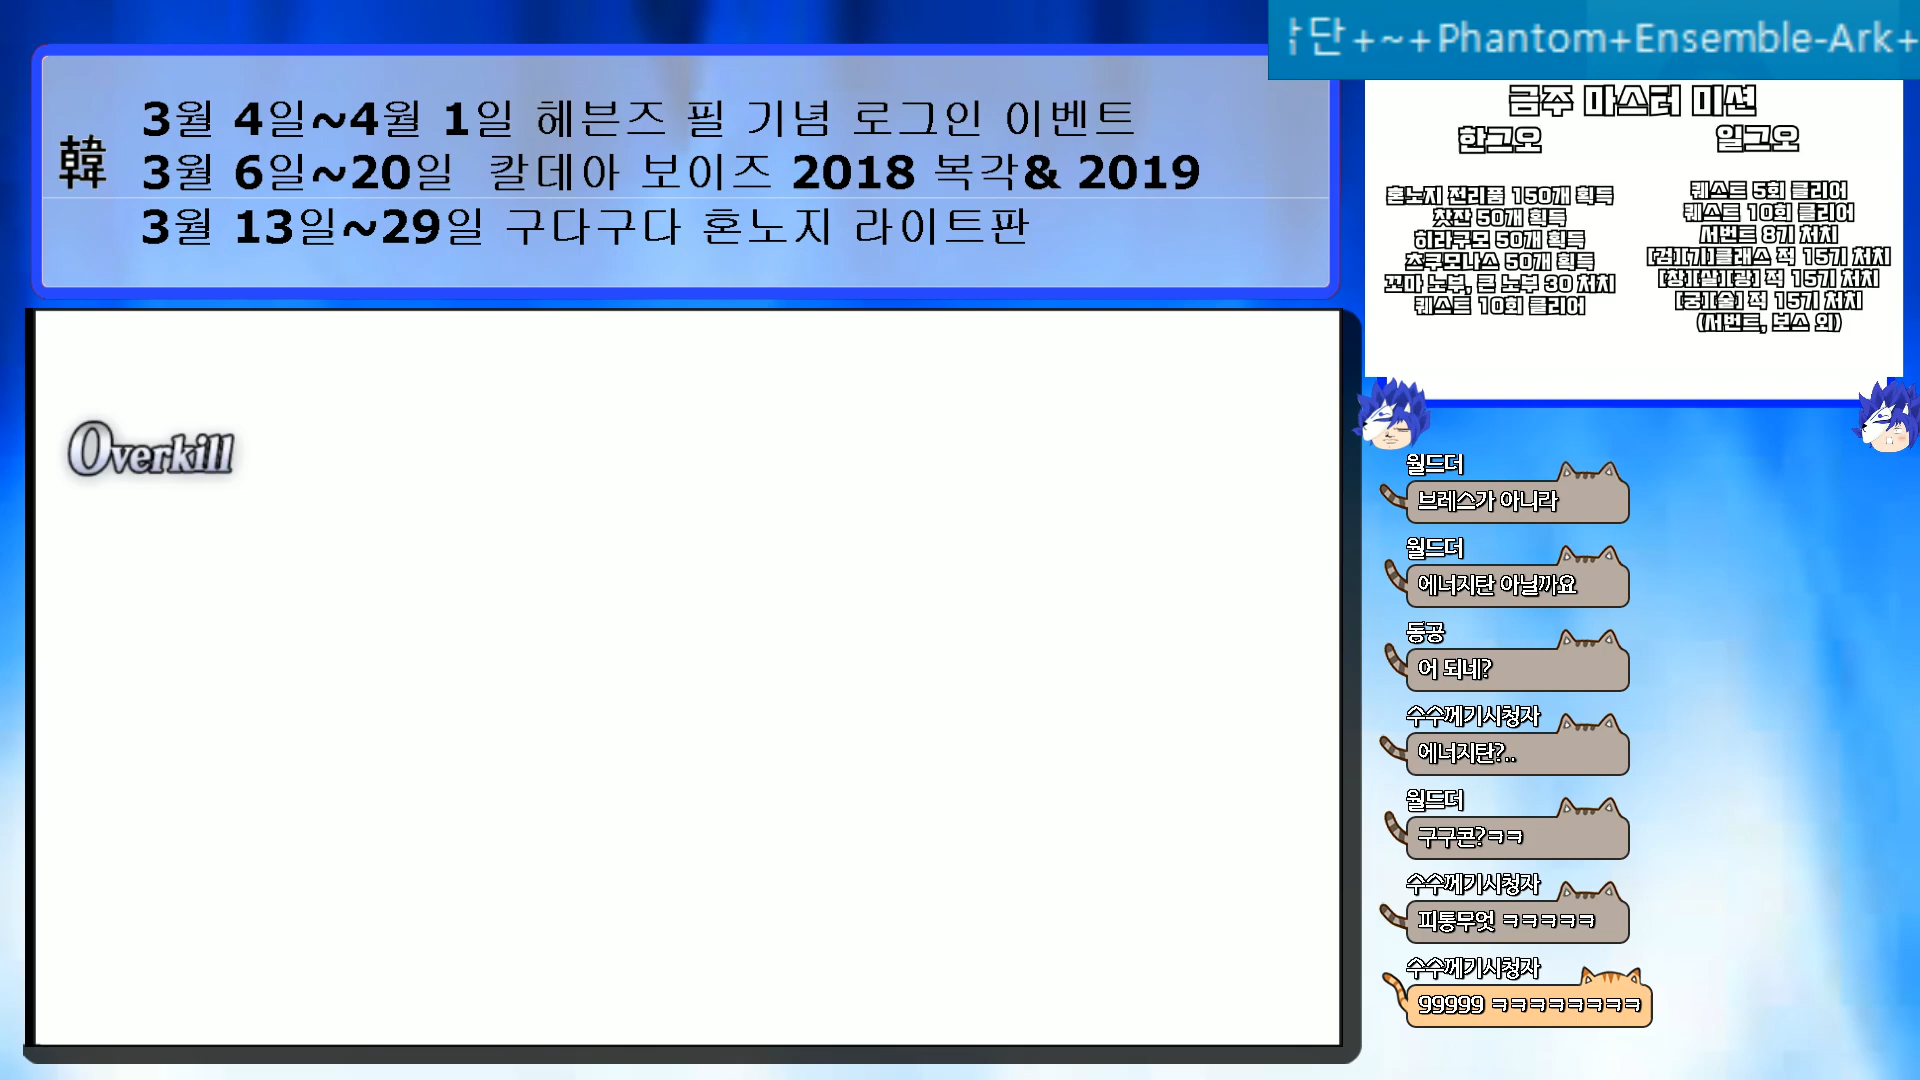 단+~+Phantom+Ensemble-Ark+
韓
3월 4일~4월 1일 헤븐즈 필 기념 로그인 이벤트
3월 6일~20일 칼데아 보이즈 2018 복각& 2019
3월 13일~29일 구다구다 혼노지 라이트판
금주 마스터 미션
한그오
혼노지 전리품 150개 획득
찻잔 50개 획득
히라구모 50개 획득
츠쿠모나스 50개 획득
꼬마 노부, 큰 노부 30 처치
퀘스트 10회 클리어
일그오
퀘스트 5회 클리어
퀘스트 10회 클리어
서번트 8기 처치
[검][기]클래스 적 15기 처치
[창][살][광] 적 15기 처치
[궁][술] 적 15기 처치
(서번트, 보스 외)
Overkill
월드더
브레스가 아니라
월드더
에너지탄 아닐까요
동공
어 되네?
수수께기시청자
에너지탄?..
월드더
구구콘?ㅋㅋ
수수께기시청자
피통무엇 ㅋㅋㅋㅋㅋ
수수께기시청자
99999 ㅋㅋㅋㅋㅋㅋㅋㅋ